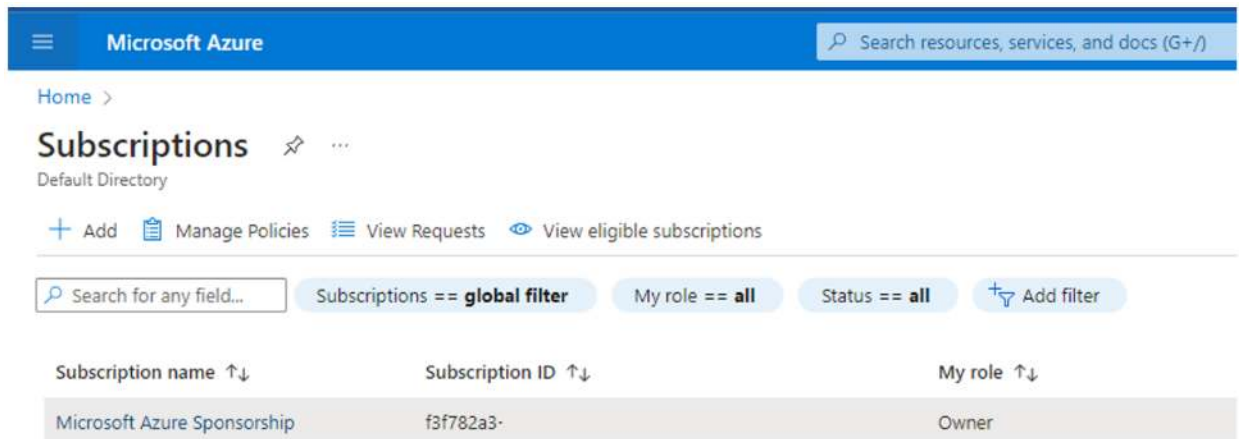 Microsoft Azure Search resources, services, and docs (G+/)
Home >
Subscriptions ...
Default Directory
+ Add Manage Policies View Requests View eligible subscriptions
Search for any field... Subscriptions == global filter My role == all Status == all Add filter
Subscription name ↑↓ Subscription ID ↑↓ My role ↑↓
Microsoft Azure Sponsorship f3f782a3- Owner